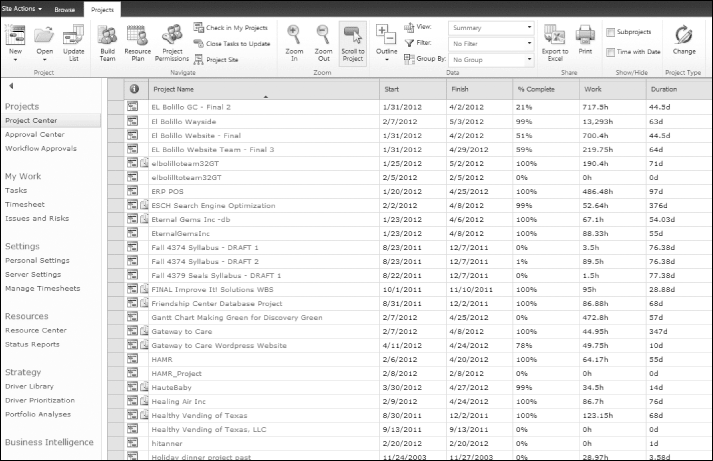 Site Actions Browse Projects
New Open Update List
Project
Build Team Resource Plan Project Permissions
Check in My Projects
Close Tasks to Update
Project Site
Navigate
Zoom In Zoom Out Scroll to Project
Zoom
Outline
View: Summary
Filter: No Filter
Group By: No Group
Data
Export to Excel Print
Share
Subprojects
Time with Date
Show/Hide
Change
Project Type
Projects
Project Center
Approval Center
Workflow Approvals
My Work
Tasks
Timesheet
Issues and Risks
Settings
Personal Settings
Server Settings
Manage Timesheets
Resources
Resource Center
Status Reports
Strategy
Driver Library
Driver Prioritization
Portfolio Analyses
Business Intelligence
Project Name Start Finish % Complete Work Duration
EL Bolillo GC - Final 2 1/31/2012 4/2/2012 21% 717.5h 44.5d
El Bolillo Wayside 2/7/2012 5/3/2012 99% 13,293h 63d
El Bolillo Website - Final 1/31/2012 4/2/2012 51% 700.6h 44.5d
EL Bolillo Website Team - Final 3 1/31/2012 4/29/2012 59% 219.75h 64d
elbolilloteam32GT 1/25/2012 5/2/2012 100% 190.4h 71d
elbolilltoteam32GT 2/5/2012 2/5/2012 0% 0h 0d
ERP POS 1/20/2012 4/25/2012 100% 486.48h 97d
ESCH Search Engine Optimization 2/2/2012 4/8/2012 99% 52.64h 376d
Eternal Gems Inc -db 1/23/2012 4/6/2012 100% 67.1h 54.03d
EternalGemsInc 1/23/2012 4/8/2012 100% 88.33h 55d
Fall 4374 Syllabus - DRAFT 1 8/23/2011 12/7/2011 0% 3.5h 76.38d
Fall 4374 Syllabus - DRAFT 2 8/23/2011 12/7/2011 1% 89.5h 76.38d
Fall 4379 Seals Syllabus - DRAFT 1 8/22/2011 12/7/2011 0% 1.5h 77.38d
FINAL Improve It! Solutions WBS 10/1/2011 11/10/2011 100% 95h 28.88d
Friendship Center Database Project 8/31/2011 12/2/2011 100% 86.88h 68d
Gantt Chart Making Green for Discovery Green 2/7/2012 4/25/2012 0% 472.8h 57d
Gateway to Care 2/7/2012 4/8/2012 100% 44.95h 347d
Gateway to Care Wordpress Website 4/11/2012 4/24/2012 78% 49.75h 10d
HAMR 2/6/2012 4/20/2012 100% 64.17h 55d
HAMR_Project 2/8/2012 2/8/2012 0% 0h 0d
HauteBaby 3/30/2012 4/27/2012 99% 34.5h 14d
Healing Air Inc 2/9/2012 4/24/2012 100% 86.7h 76d
Healthy Vending of Texas 8/30/2011 12/2/2011 100% 123.15h 68d
Healthy Vending of Texas, LLC 9/13/2011 9/13/2011 0% 0h 0d
hitanner 2/20/2012 2/20/2012 0% 0h 1d
Holiday dinner project past 11/24/2003 11/27/2003 0% 28.97h 3.58d